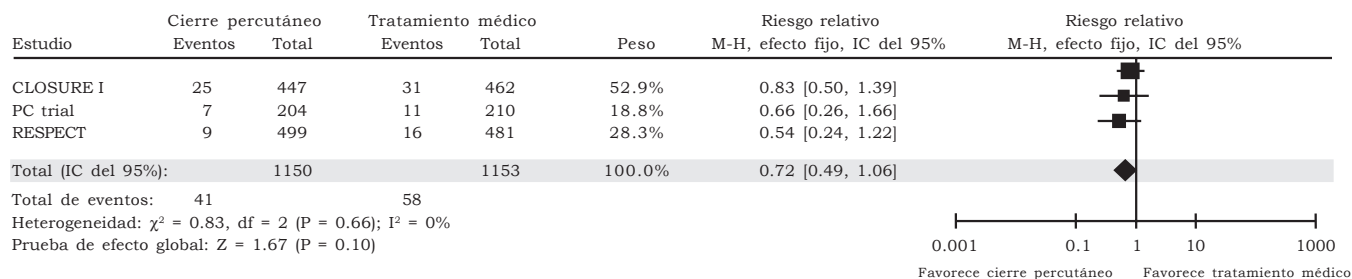 Cierre percutáneo Tratamiento médico Riesgo relativo Riesgo relativo
Estudio Eventos Total Eventos Total Peso M-H, efecto fijo, IC del 95% M-H, efecto fijo, IC del 95%
CLOSURE I 25 447 31 462 52.9% 0.83 [0.50, 1.39]
PC trial 7 204 11 210 18.8% 0.66 [0.26, 1.66]
RESPECT 9 499 16 481 28.3% 0.54 [0.24, 1.22]
Total (IC del 95%): 1150 1153 100.0% 0.72 [0.49, 1.06]
Total de eventos: 41 58
Heterogeneidad: χ² = 0.83, df = 2 (P = 0.66); I² = 0%
Prueba de efecto global: Z = 1.67 (P = 0.10)
0.001 0.1 1 10 1000
Favorece cierre percutáneo Favorece tratamiento médico